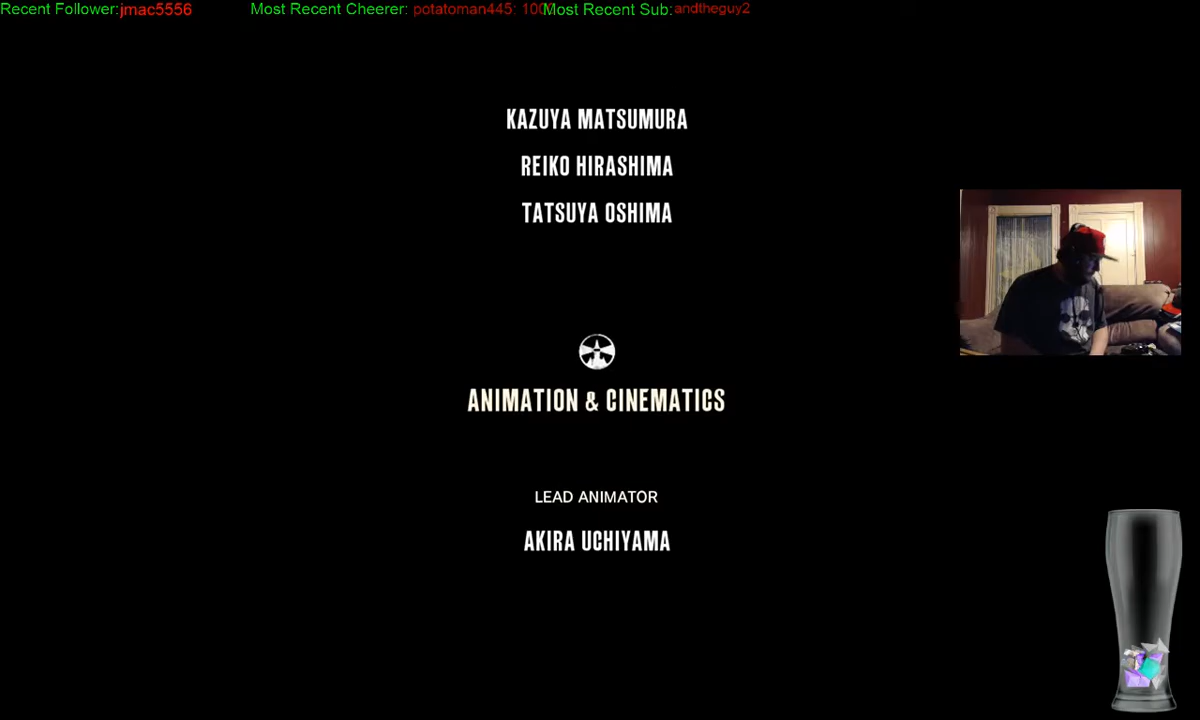 Recent Follower:jmac5556 Most Recent Cheerer: potatoman445: 100 Most Recent Sub:andtheguy2
KAZUYA MATSUMURA
REIKO HIRASHIMA
TATSUYA OSHIMA
ANIMATION & CINEMATICS
LEAD ANIMATOR
AKIRA UCHIYAMA